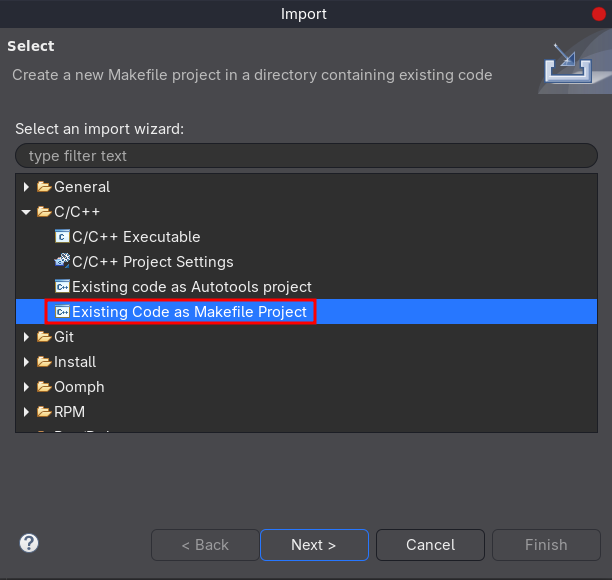 Import
Select
Create a new Makefile project in a directory containing existing code
Select an import wizard:
type filter text
General
C/C++
C/C++ Executable
C/C++ Project Settings
Existing code as Autotools project
Existing Code as Makefile Project
Git
Install
Oomph
RPM
< Back
Next >
Cancel
Finish